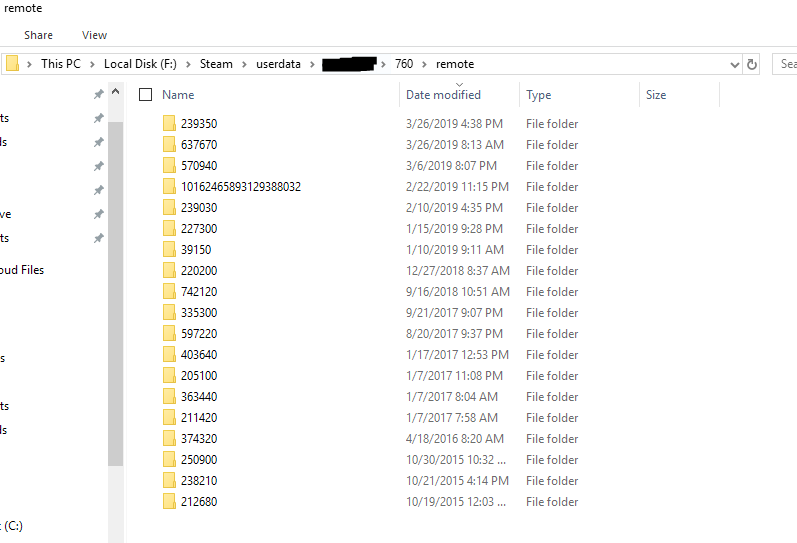 remote
Share View
This PC > Local Disk (F:) > Steam > userdata > > 760 > remote
Sea
Name Date modified Type Size
239350 3/26/2019 4:38 PM File folder
ts
637670 3/26/2019 8:13 AM File folder
ls
570940 3/6/2019 8:07 PM File folder
10162465893129388032 2/22/2019 11:15 PM File folder
239030 2/10/2019 4:35 PM File folder
ve
227300 1/15/2019 9:28 PM File folder
ts
39150 1/10/2019 9:11 AM File folder
oud Files
220200 12/27/2018 8:37 AM File folder
742120 9/16/2018 10:51 AM File folder
335300 9/21/2017 9:07 PM File folder
597220 8/20/2017 9:37 PM File folder
403640 1/17/2017 12:53 PM File folder
s
205100 1/7/2017 11:08 PM File folder
363440 1/7/2017 8:04 AM File folder
ts
211420 1/7/2017 7:58 AM File folder
ls
374320 4/18/2016 8:20 AM File folder
250900 10/30/2015 10:32 ... File folder
238210 10/21/2015 4:14 PM File folder
212680 10/19/2015 12:03 ... File folder
(C:)